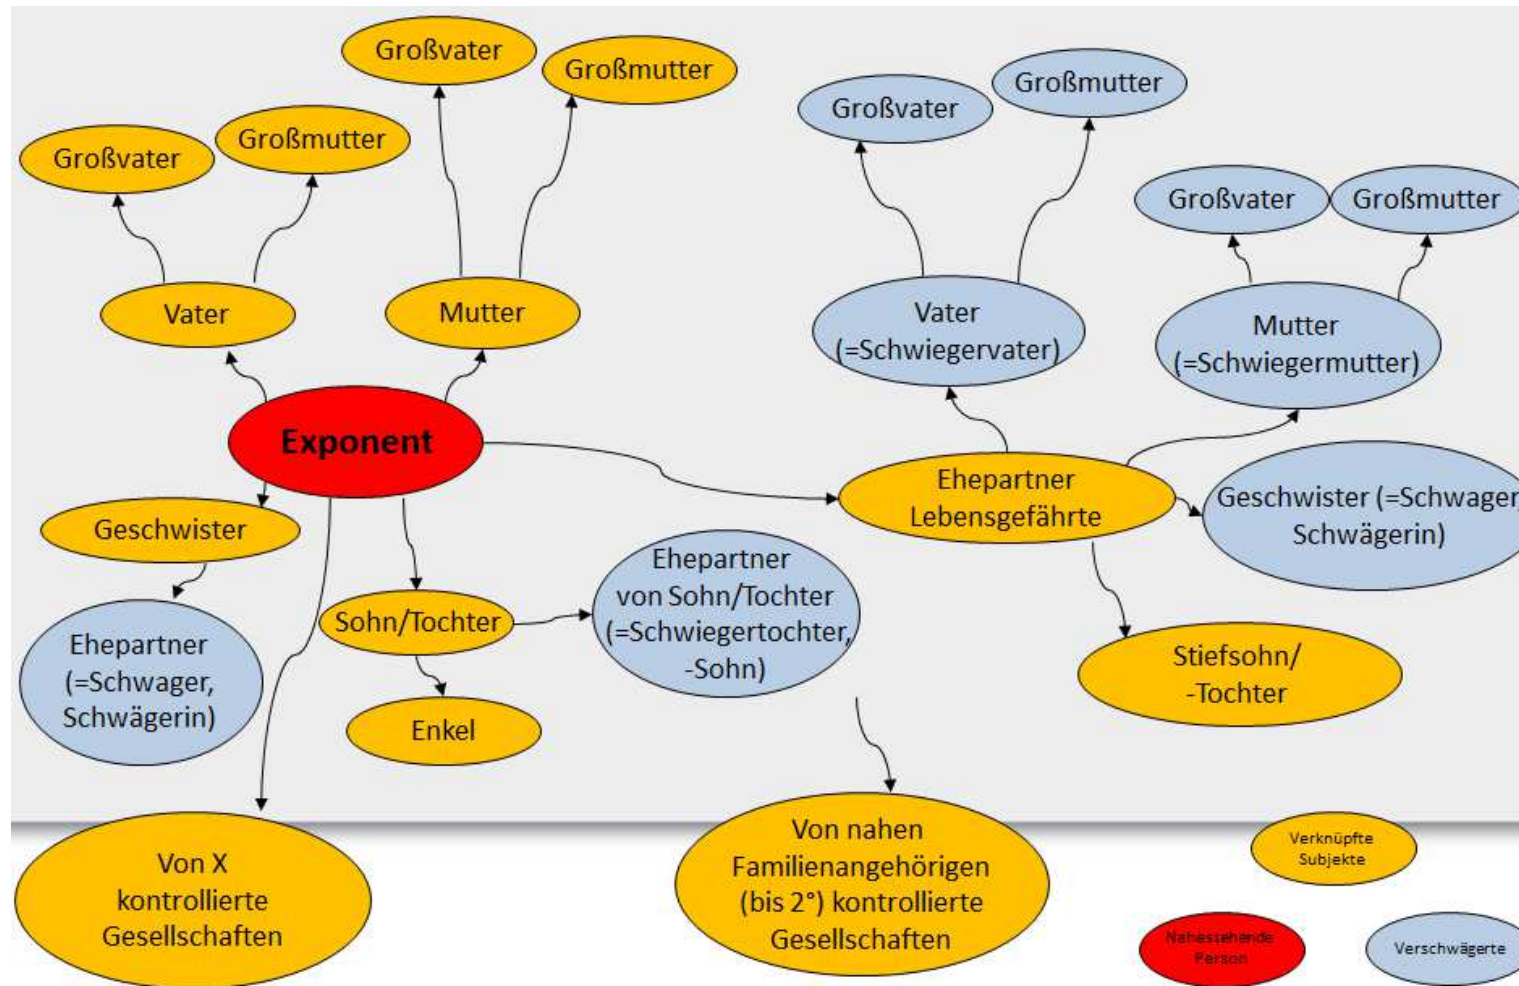 Großvater
Großmutter
Großvater
Großmutter
Großvater
Großmutter
Großvater
Großmutter
Vater
Mutter
Vater
(=Schwiegervater)
Mutter
(=Schwiegermutter)
Exponent
Ehepartner
Lebensgefährte
Geschwister (=Schwager,
Schwägerin)
Geschwister
Ehepartner
(=Schwager,
Schwägerin)
Sohn/Tochter
Ehepartner
von Sohn/Tochter
(=Schwiegertochter,
-Sohn)
Enkel
Stiefsohn/
-Tochter
Von X
kontrollierte
Gesellschaften
Von nahen
Familienangehörigen
(bis 2°) kontrollierte
Gesellschaften
Verknüpfte
Subjekte
Nahestehende
Person
Verschwägerte